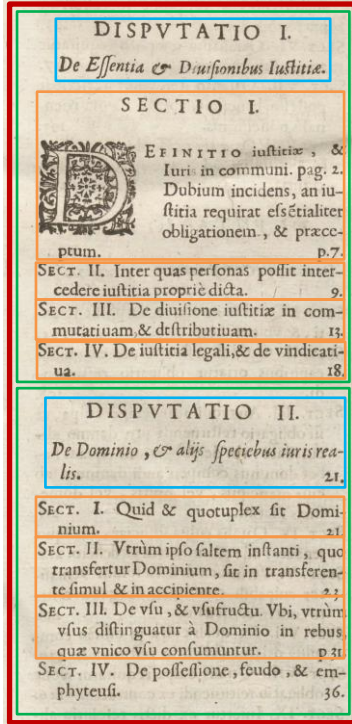 DISPVTATIO I.
De Essentia & Diuisionibus Iustitiæ.
SECTIO I.
DEFINITIO iustitiæ, &
Iuris in communi. pag. 2.
Dubium incidens, an iu-
stitia requirat essẽtialiter
obligationem, & præce-
ptum. p.7.
SECT. II. Inter quas personas possit inter-
cedere iustitia propriè dicta. 9.
SECT. III. De diuisione iustitiæ in com-
mutatiuam, & distributiuam. 13.
SECT. IV. De iustitia legali, & de vindicati-
ua. 18.
DISPVTATIO II.
De Dominio, & alijs speciebus iuris rea-
lis. 21.
SECT. I. Quid & quotuplex sit Domi-
nium. 21
SECT. II. Vtrùm ipso saltem instanti, quo
transfertur Dominium, sit in transferen-
te simul & in accipiente. 23.
SECT. III. De vsu, & vsufructu. Vbi, vtrùm
vsus distinguatur à Dominio in rebus
quæ vnico vsu consumuntur. p 31
SECT. IV. De possessione, feudo, & em-
phyteusi. 36.